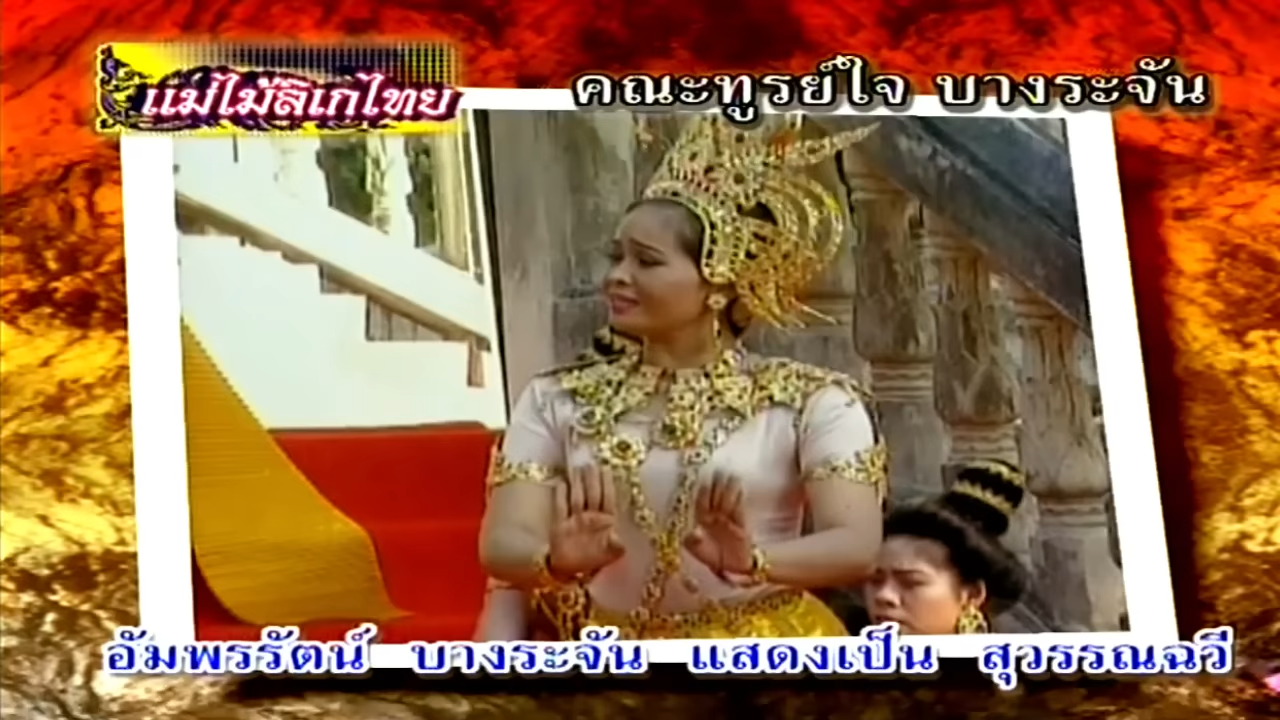 แม่ไม้ลิเกไทย
คณะทูรย์ใจ บางระจัน
อัมพรรัตน์ บางระจัน แสดงเป็น สุวรรณฉวี